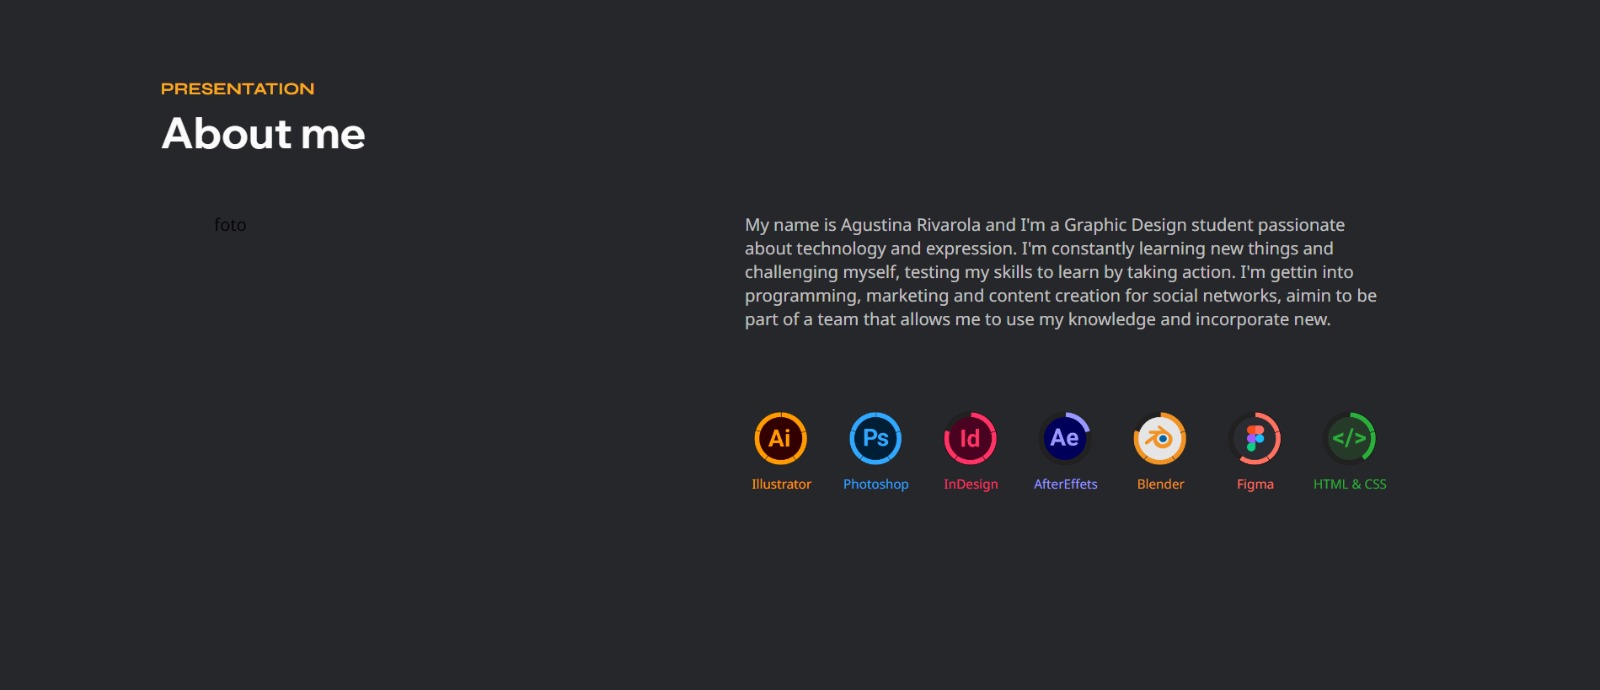 PRESENTATION
About me
foto
My name is Agustina Rivarola and I'm a Graphic Design student passionate
about technology and expression. I'm constantly learning new things and
challenging myself, testing my skills to learn by taking action. I'm gettin into
programming, marketing and content creation for social networks, aimin to be
part of a team that allows me to use my knowledge and incorporate new.
Ai Ps Id Ae </>
Illustrator Photoshop InDesign AfterEffets Blender Figma HTML & CSS